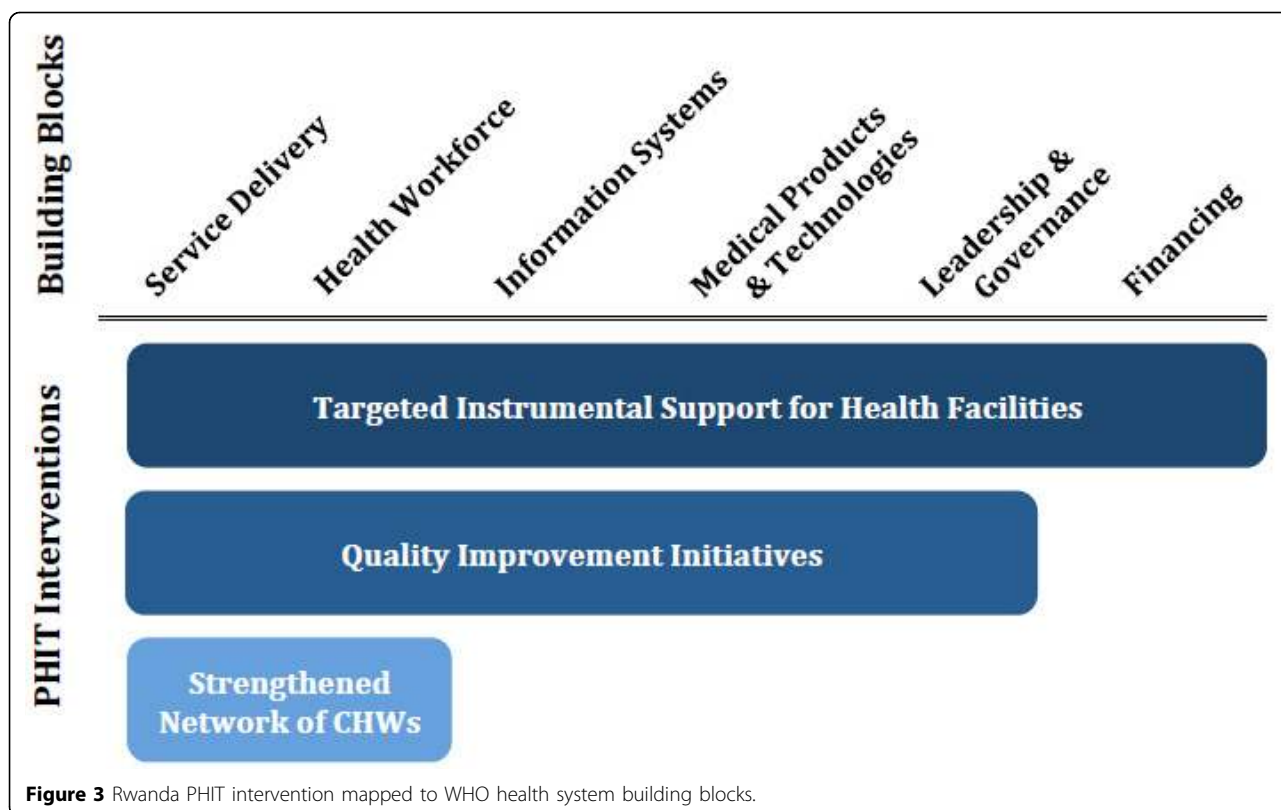 Building Blocks
Service Delivery
Health Workforce
Information Systems
Medical Products
& Technologies
Leadership &
Governance
Financing
PHIT Interventions
Targeted Instrumental Support for Health Facilities
Quality Improvement Initiatives
Strengthened
Network of CHWs
Figure 3 Rwanda PHIT intervention mapped to WHO health system building blocks.